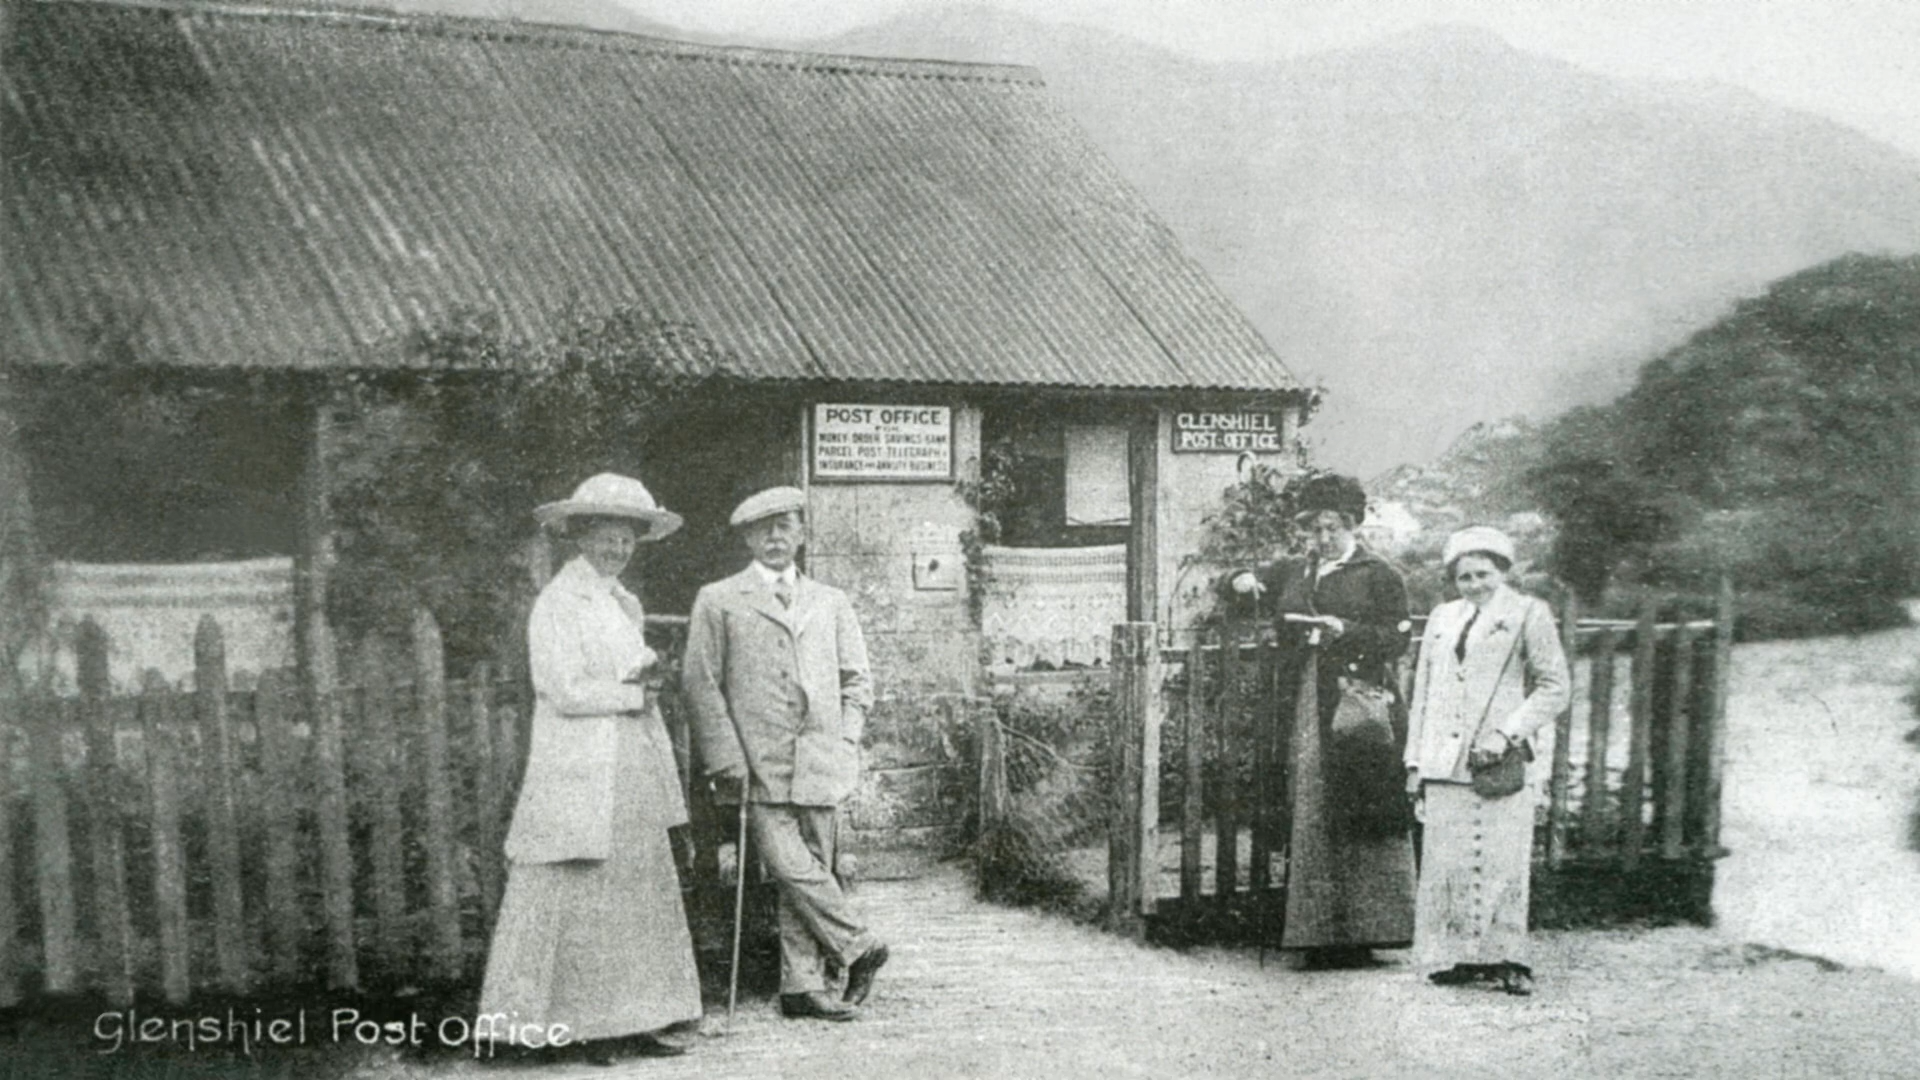 POST OFFICE
FOR
MONEY ORDER SAVINGS BANK
PARCEL POST TELEGRAPH &
INSURANCE AND ANNUITY BUSINESS
GLENSHIEL
POST OFFICE
Glenshiel Post Office